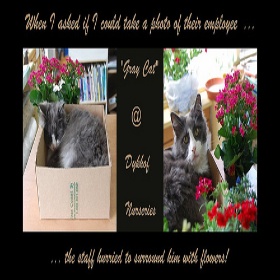 When I asked if I could take a photo of their employee ...
"Gray Cat"
@
Dykhof
Nurseries
... the staff hurried to surround him with flowers!